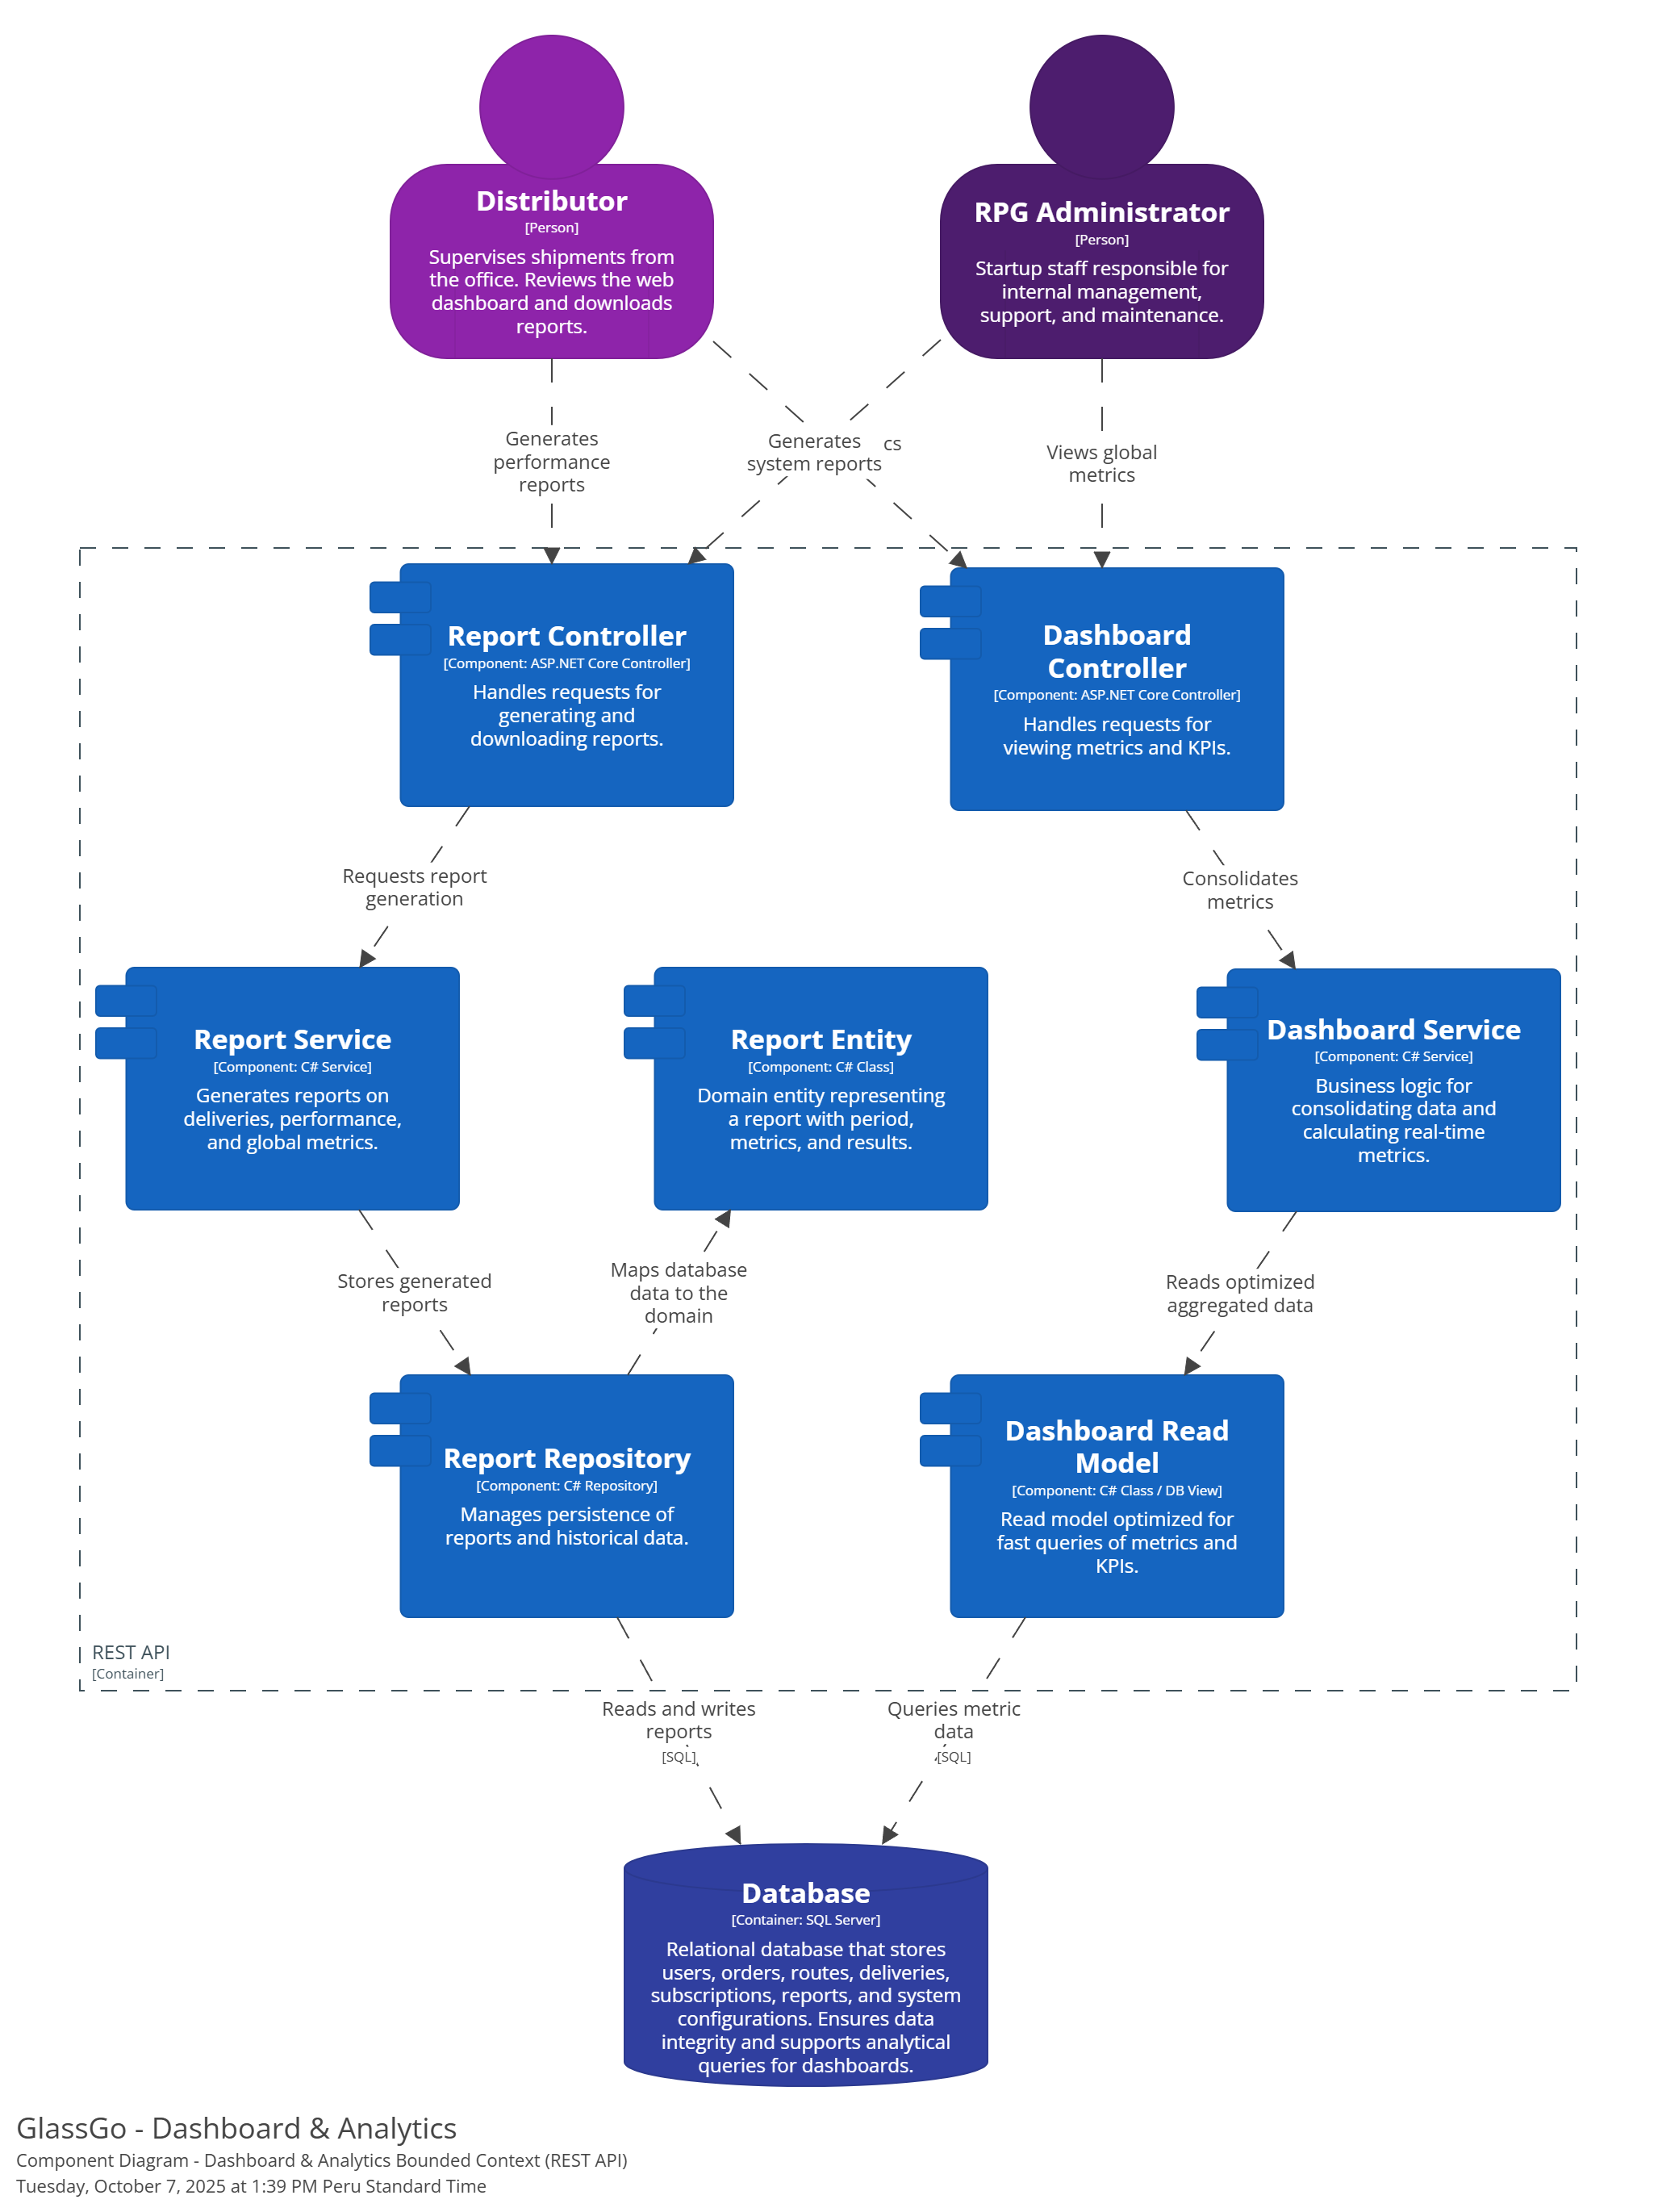 Distributor
[Person]
Supervises shipments from
the office. Reviews the web
dashboard and downloads
reports.
RPG Administrator
[Person]
Startup staff responsible for
internal management,
support, and maintenance.
Generates
performance
reports
Generates
system reports
cs
Views global
metrics
Report Controller
[Component: ASP.NET Core Controller]
Handles requests for
generating and
downloading reports.
Dashboard
Controller
[Component: ASP.NET Core Controller]
Handles requests for
viewing metrics and KPIs.
Requests report
generation
Consolidates
metrics
Report Service
[Component: C# Service]
Generates reports on
deliveries, performance,
and global metrics.
Report Entity
[Component: C# Class]
Domain entity representing
a report with period,
metrics, and results.
Dashboard Service
[Component: C# Service]
Business logic for
consolidating data and
calculating real-time
metrics.
Stores generated
reports
Maps database
data to the
domain
Reads optimized
aggregated data
Report Repository
[Component: C# Repository]
Manages persistence of
reports and historical data.
Dashboard Read
Model
[Component: C# Class / DB View]
Read model optimized for
fast queries of metrics and
KPIs.
REST API
[Container]
Reads and writes
reports
[SQL]
Queries metric
data
[SQL]
Database
[Container: SQL Server]
Relational database that stores
users, orders, routes, deliveries,
subscriptions, reports, and system
configurations. Ensures data
integrity and supports analytical
queries for dashboards.
GlassGo - Dashboard & Analytics
Component Diagram - Dashboard & Analytics Bounded Context (REST API)
Tuesday, October 7, 2025 at 1:39 PM Peru Standard Time